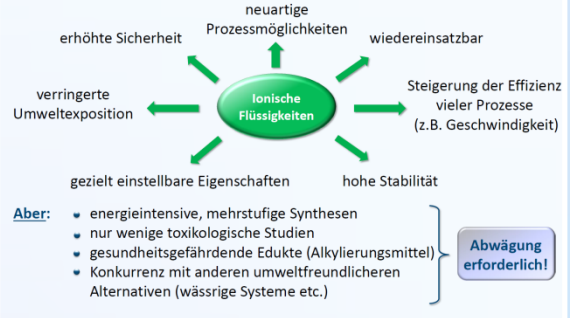 neuartige
Prozessmöglichkeiten
erhöhte Sicherheit
wiedereinsatzbar
verringerte
Umweltexposition
Ionische
Flüssigkeiten
Steigerung der Effizienz
vieler Prozesse
(z.B. Geschwindigkeit)
gezielt einstellbare Eigenschaften
hohe Stabilität
Aber:
energieintensive, mehrstufige Synthesen
nur wenige toxikologische Studien
gesundheitsgefährdende Edukte (Alkylierungsmittel)
Konkurrenz mit anderen umweltfreundlicheren
Alternativen (wässrige Systeme etc.)
Abwägung
erforderlich!